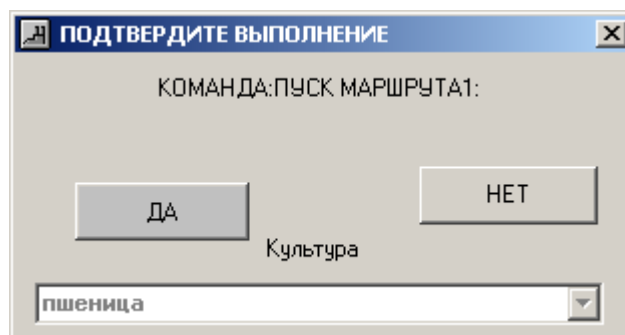 ПОДТВЕРДИТЕ ВЫПОЛНЕНИЕ
КОМАНДА:ПУСК МАРШРУТА1:
ДА
НЕТ
Культура
пшеница